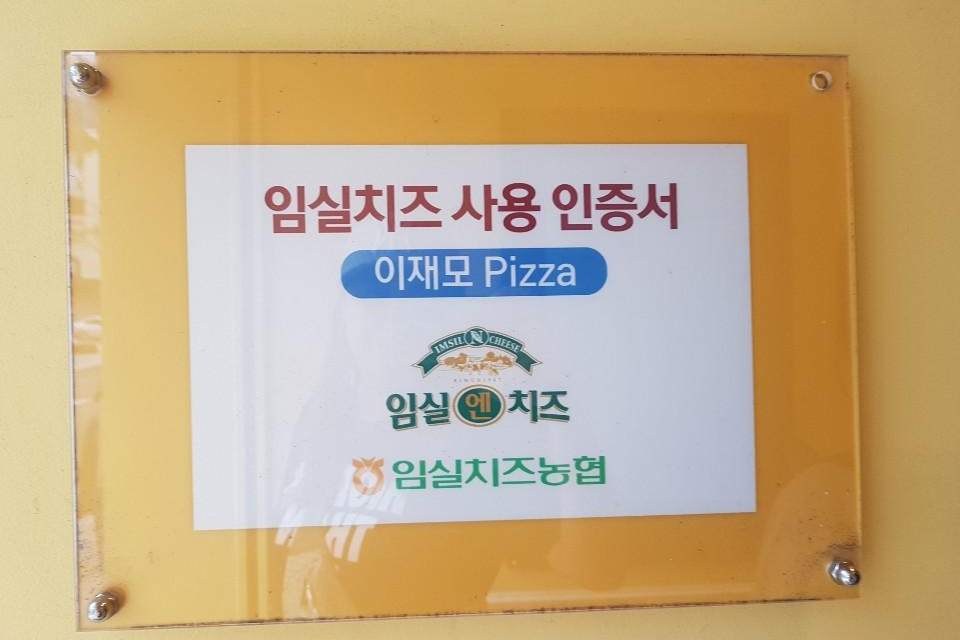 임실치즈 사용 인증서
이재모 Pizza
IMSIL N CHEESE
임실엔치즈
임실치즈농협